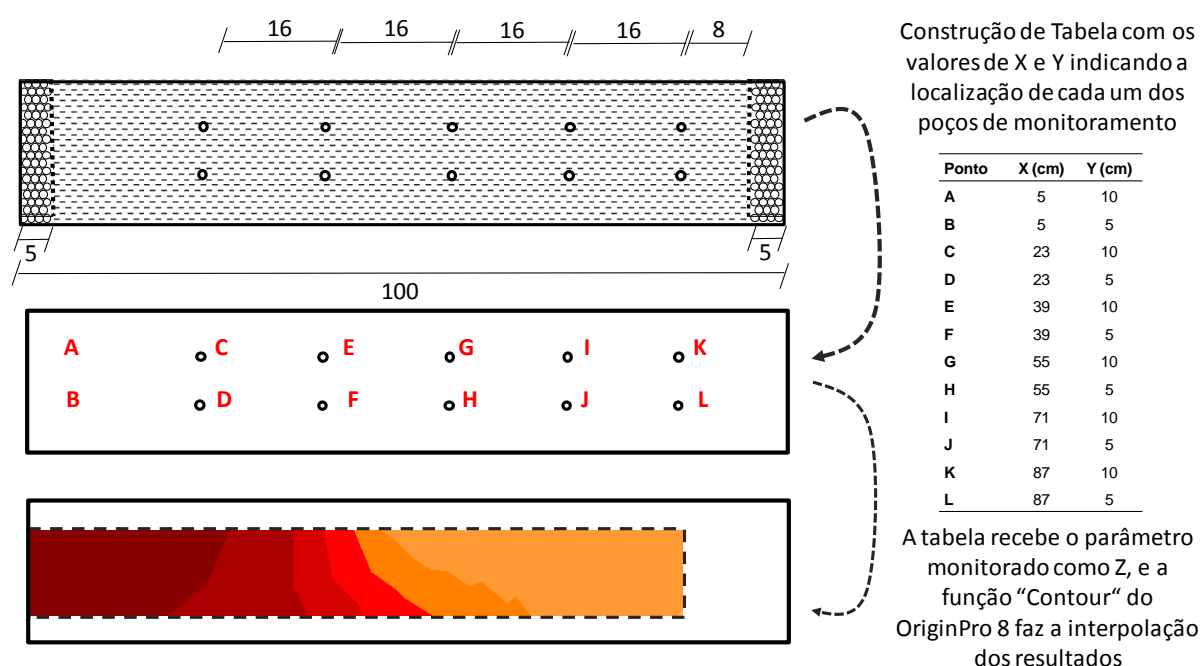 16 16 16 16 8
5 5
100
A C E G I K
B D F H J L
Construção de Tabela com os
valores de X e Y indicando a
localização de cada um dos
poços de monitoramento
Ponto X (cm) Y (cm)
A 5 10
B 5 5
C 23 10
D 23 5
E 39 10
F 39 5
G 55 10
H 55 5
I 71 10
J 71 5
K 87 10
L 87 5
A tabela recebe o parâmetro
monitorado como Z, e a
função “Contour“ do
OriginPro 8 faz a interpolação
dos resultados